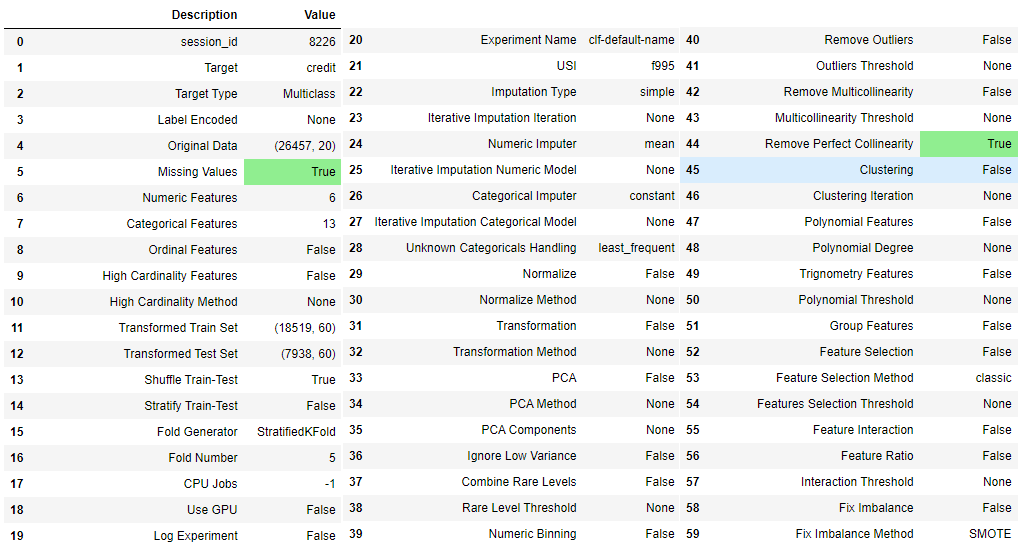 Description Value
0 session_id 8226
1 Target credit
2 Target Type Multiclass
3 Label Encoded None
4 Original Data (26457, 20)
5 Missing Values True
6 Numeric Features 6
7 Categorical Features 13
8 Ordinal Features False
9 High Cardinality Features False
10 High Cardinality Method None
11 Transformed Train Set (18519, 60)
12 Transformed Test Set (7938, 60)
13 Shuffle Train-Test True
14 Stratify Train-Test False
15 Fold Generator StratifiedKFold
16 Fold Number 5
17 CPU Jobs -1
18 Use GPU False
19 Log Experiment False
20 Experiment Name clf-default-name
21 USI f995
22 Imputation Type simple
23 Iterative Imputation Iteration None
24 Numeric Imputer mean
25 Iterative Imputation Numeric Model None
26 Categorical Imputer constant
27 Iterative Imputation Categorical Model None
28 Unknown Categoricals Handling least_frequent
29 Normalize False
30 Normalize Method None
31 Transformation False
32 Transformation Method None
33 PCA False
34 PCA Method None
35 PCA Components None
36 Ignore Low Variance False
37 Combine Rare Levels False
38 Rare Level Threshold None
39 Numeric Binning False
40 Remove Outliers False
41 Outliers Threshold None
42 Remove Multicollinearity False
43 Multicollinearity Threshold None
44 Remove Perfect Collinearity True
45 Clustering False
46 Clustering Iteration None
47 Polynomial Features False
48 Polynomial Degree None
49 Trignometry Features False
50 Polynomial Threshold None
51 Group Features False
52 Feature Selection False
53 Feature Selection Method classic
54 Features Selection Threshold None
55 Feature Interaction False
56 Feature Ratio False
57 Interaction Threshold None
58 Fix Imbalance False
59 Fix Imbalance Method SMOTE